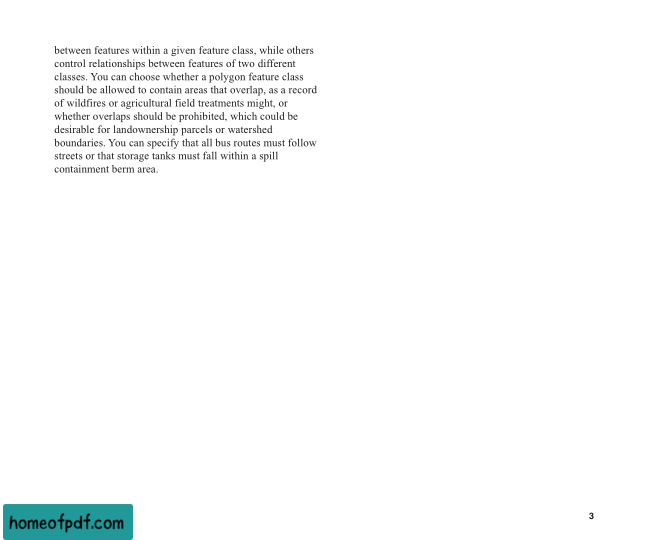 between features within a given feature class, while others
control relationships between features of two different
classes. You can choose whether a polygon feature class
should be allowed to contain areas that overlap, as a record
of wildfires or agricultural field treatments might, or
whether overlaps should be prohibited, which could be
desirable for landownership parcels or watershed
boundaries. You can specify that all bus routes must follow
streets or that storage tanks must fall within a spill
containment berm area.
3
homeofpdf.com